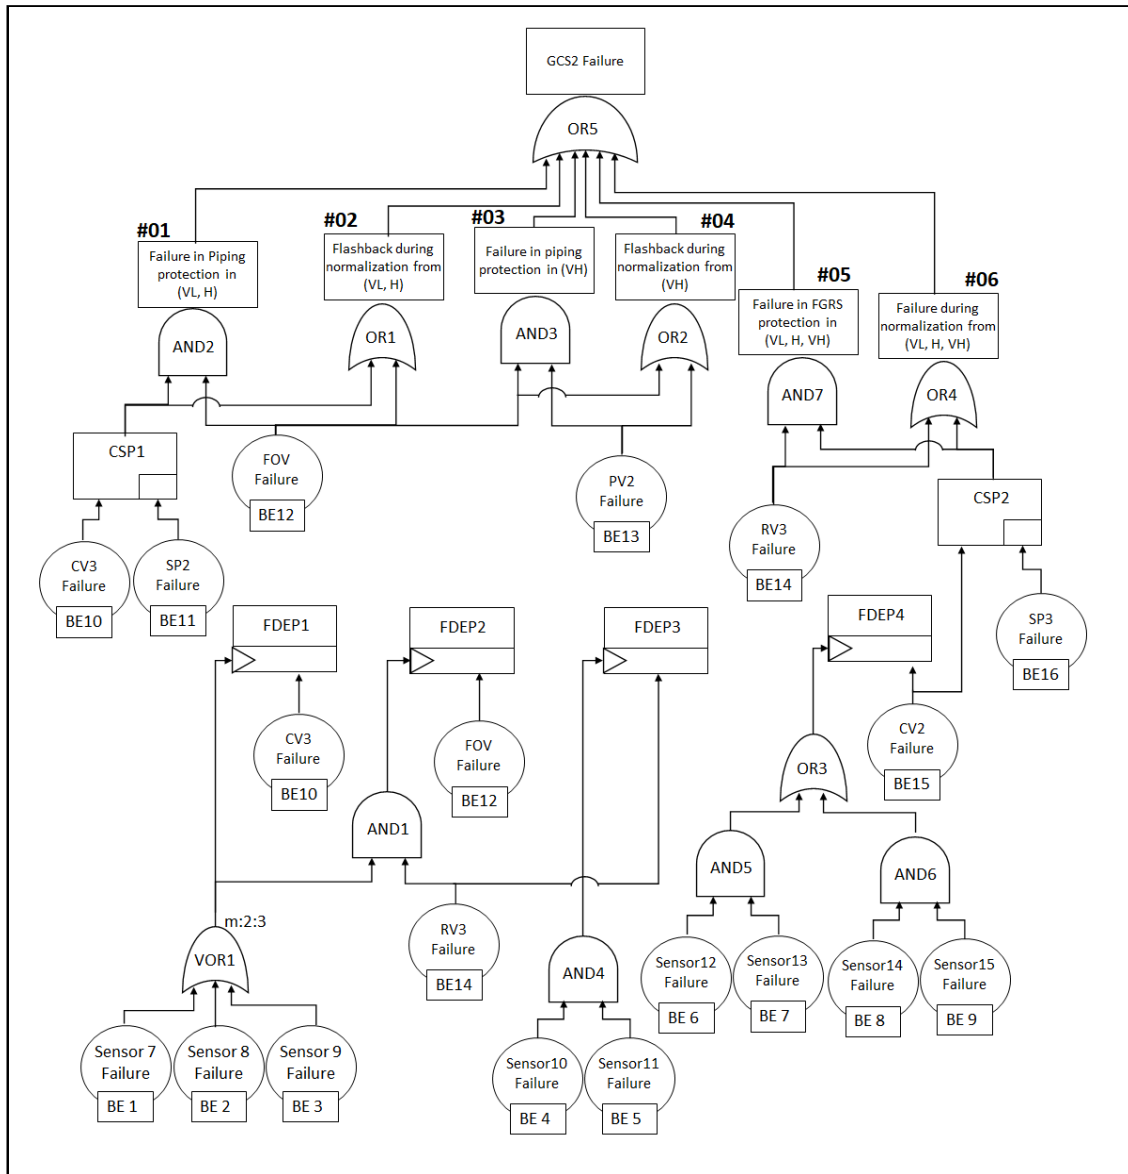 GCS2 Failure
OR5
#01
#02
#03
#04
#05
#06
Failure in Piping
protection in
(VL, H)
Flashback during
normalization from
(VL, H)
Failure in piping
protection in (VH)
Flashback during
normalization from
(VH)
Failure in FGRS
protection in
(VL, H, VH)
Failure during
normalization from
(VL, H, VH)
AND2
OR1
AND3
OR2
AND7
OR4
CSP1
FOV
Failure
BE12
PV2
Failure
BE13
RV3
Failure
BE14
CSP2
CV3
Failure
BE10
SP2
Failure
BE11
SP3
Failure
BE16
FDEP1
FDEP2
FDEP3
FDEP4
CV3
Failure
BE10
FOV
Failure
BE12
CV2
Failure
BE15
OR3
AND1
AND5
AND6
m:2:3
VOR1
RV3
Failure
BE14
AND4
Sensor12
Failure
BE 6
Sensor13
Failure
BE 7
Sensor14
Failure
BE 8
Sensor15
Failure
BE 9
Sensor 7
Failure
BE 1
Sensor 8
Failure
BE 2
Sensor 9
Failure
BE 3
Sensor10
Failure
BE 4
Sensor11
Failure
BE 5